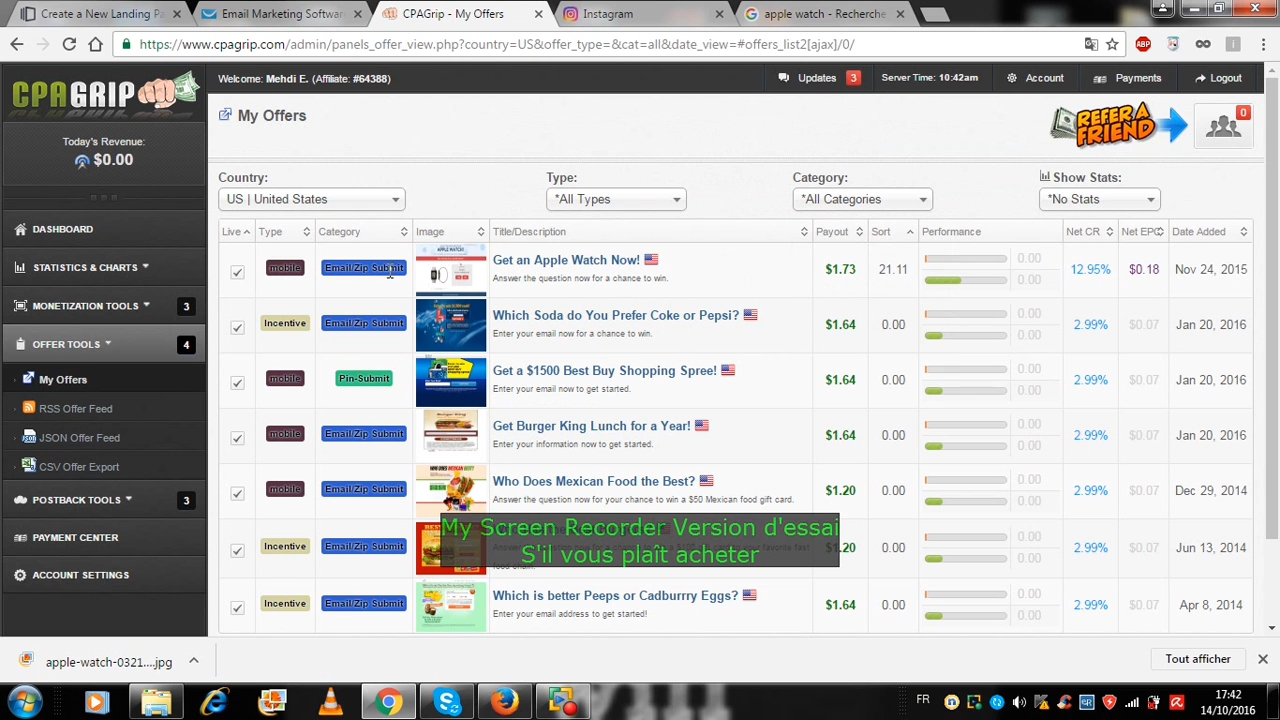 Create a New Landing Pa
Email Marketing Softwar
CPAGrip - My Offers
Instagram
apple watch - Recherche
https://www.cpagrip.com/admin/panels_offer_view.php?country=US&offer_type=&cat=all&date_view=#offers_list2[ajax]/0/
CPAGRIP
Welcome: Mehdi E. (Affiliate: #64388)
Updates 3
Server Time: 10:42am
Account
Payments
Logout
Today's Revenue:
$0.00
My Offers
REFER A FRIEND
0
Country:
Type:
Category:
Show Stats:
US | United States
*All Types
*All Categories
*No Stats
DASHBOARD
STATISTICS & CHARTS
MONETIZATION TOOLS 3
OFFER TOOLS 4
My Offers
RSS Offer Feed
JSON Offer Feed
CSV Offer Export
POSTBACK TOOLS 3
PAYMENT CENTER
ACCOUNT SETTINGS
Live Type Category Image Title/Description Payout Sort Performance Net CR Net EPC Date Added
mobile Email/Zip Submit Get an Apple Watch Now! $1.73 21.11 0.00 0.00 12.95% $0.18 Nov 24, 2015
Answer the question now for a chance to win.
Incentive Email/Zip Submit Which Soda do You Prefer Coke or Pepsi? $1.64 0.00 0.00 0.00 2.99% $0.07 Jan 20, 2016
Enter your email now for a chance to win.
mobile Pin-Submit Get a $1500 Best Buy Shopping Spree! $1.64 0.00 0.00 0.00 2.99% $0.07 Jan 20, 2016
Enter your email now to get started.
mobile Email/Zip Submit Get Burger King Lunch for a Year! $1.64 0.00 0.00 0.00 2.99% $0.07 Jan 20, 2016
Enter your information now to get started.
mobile Email/Zip Submit Who Does Mexican Food the Best? $1.20 0.00 0.00 0.00 2.99% $0.07 Dec 29, 2014
Answer the question now for your chance to win a $50 Mexican food gift card.
My Screen Recorder Version d'essai
S'il vous plaît acheter
Incentive Email/Zip Submit .20 0.00 0.00 0.00 2.99% $0.07 Jun 13, 2014
Incentive Email/Zip Submit Which is better Peeps or Cadburrry Eggs? $1.64 0.00 0.00 0.00 2.99% $0.07 Apr 8, 2014
Enter your email address to get started!
apple-watch-0321....jpg
Tout afficher
FR
17:42
14/10/2016